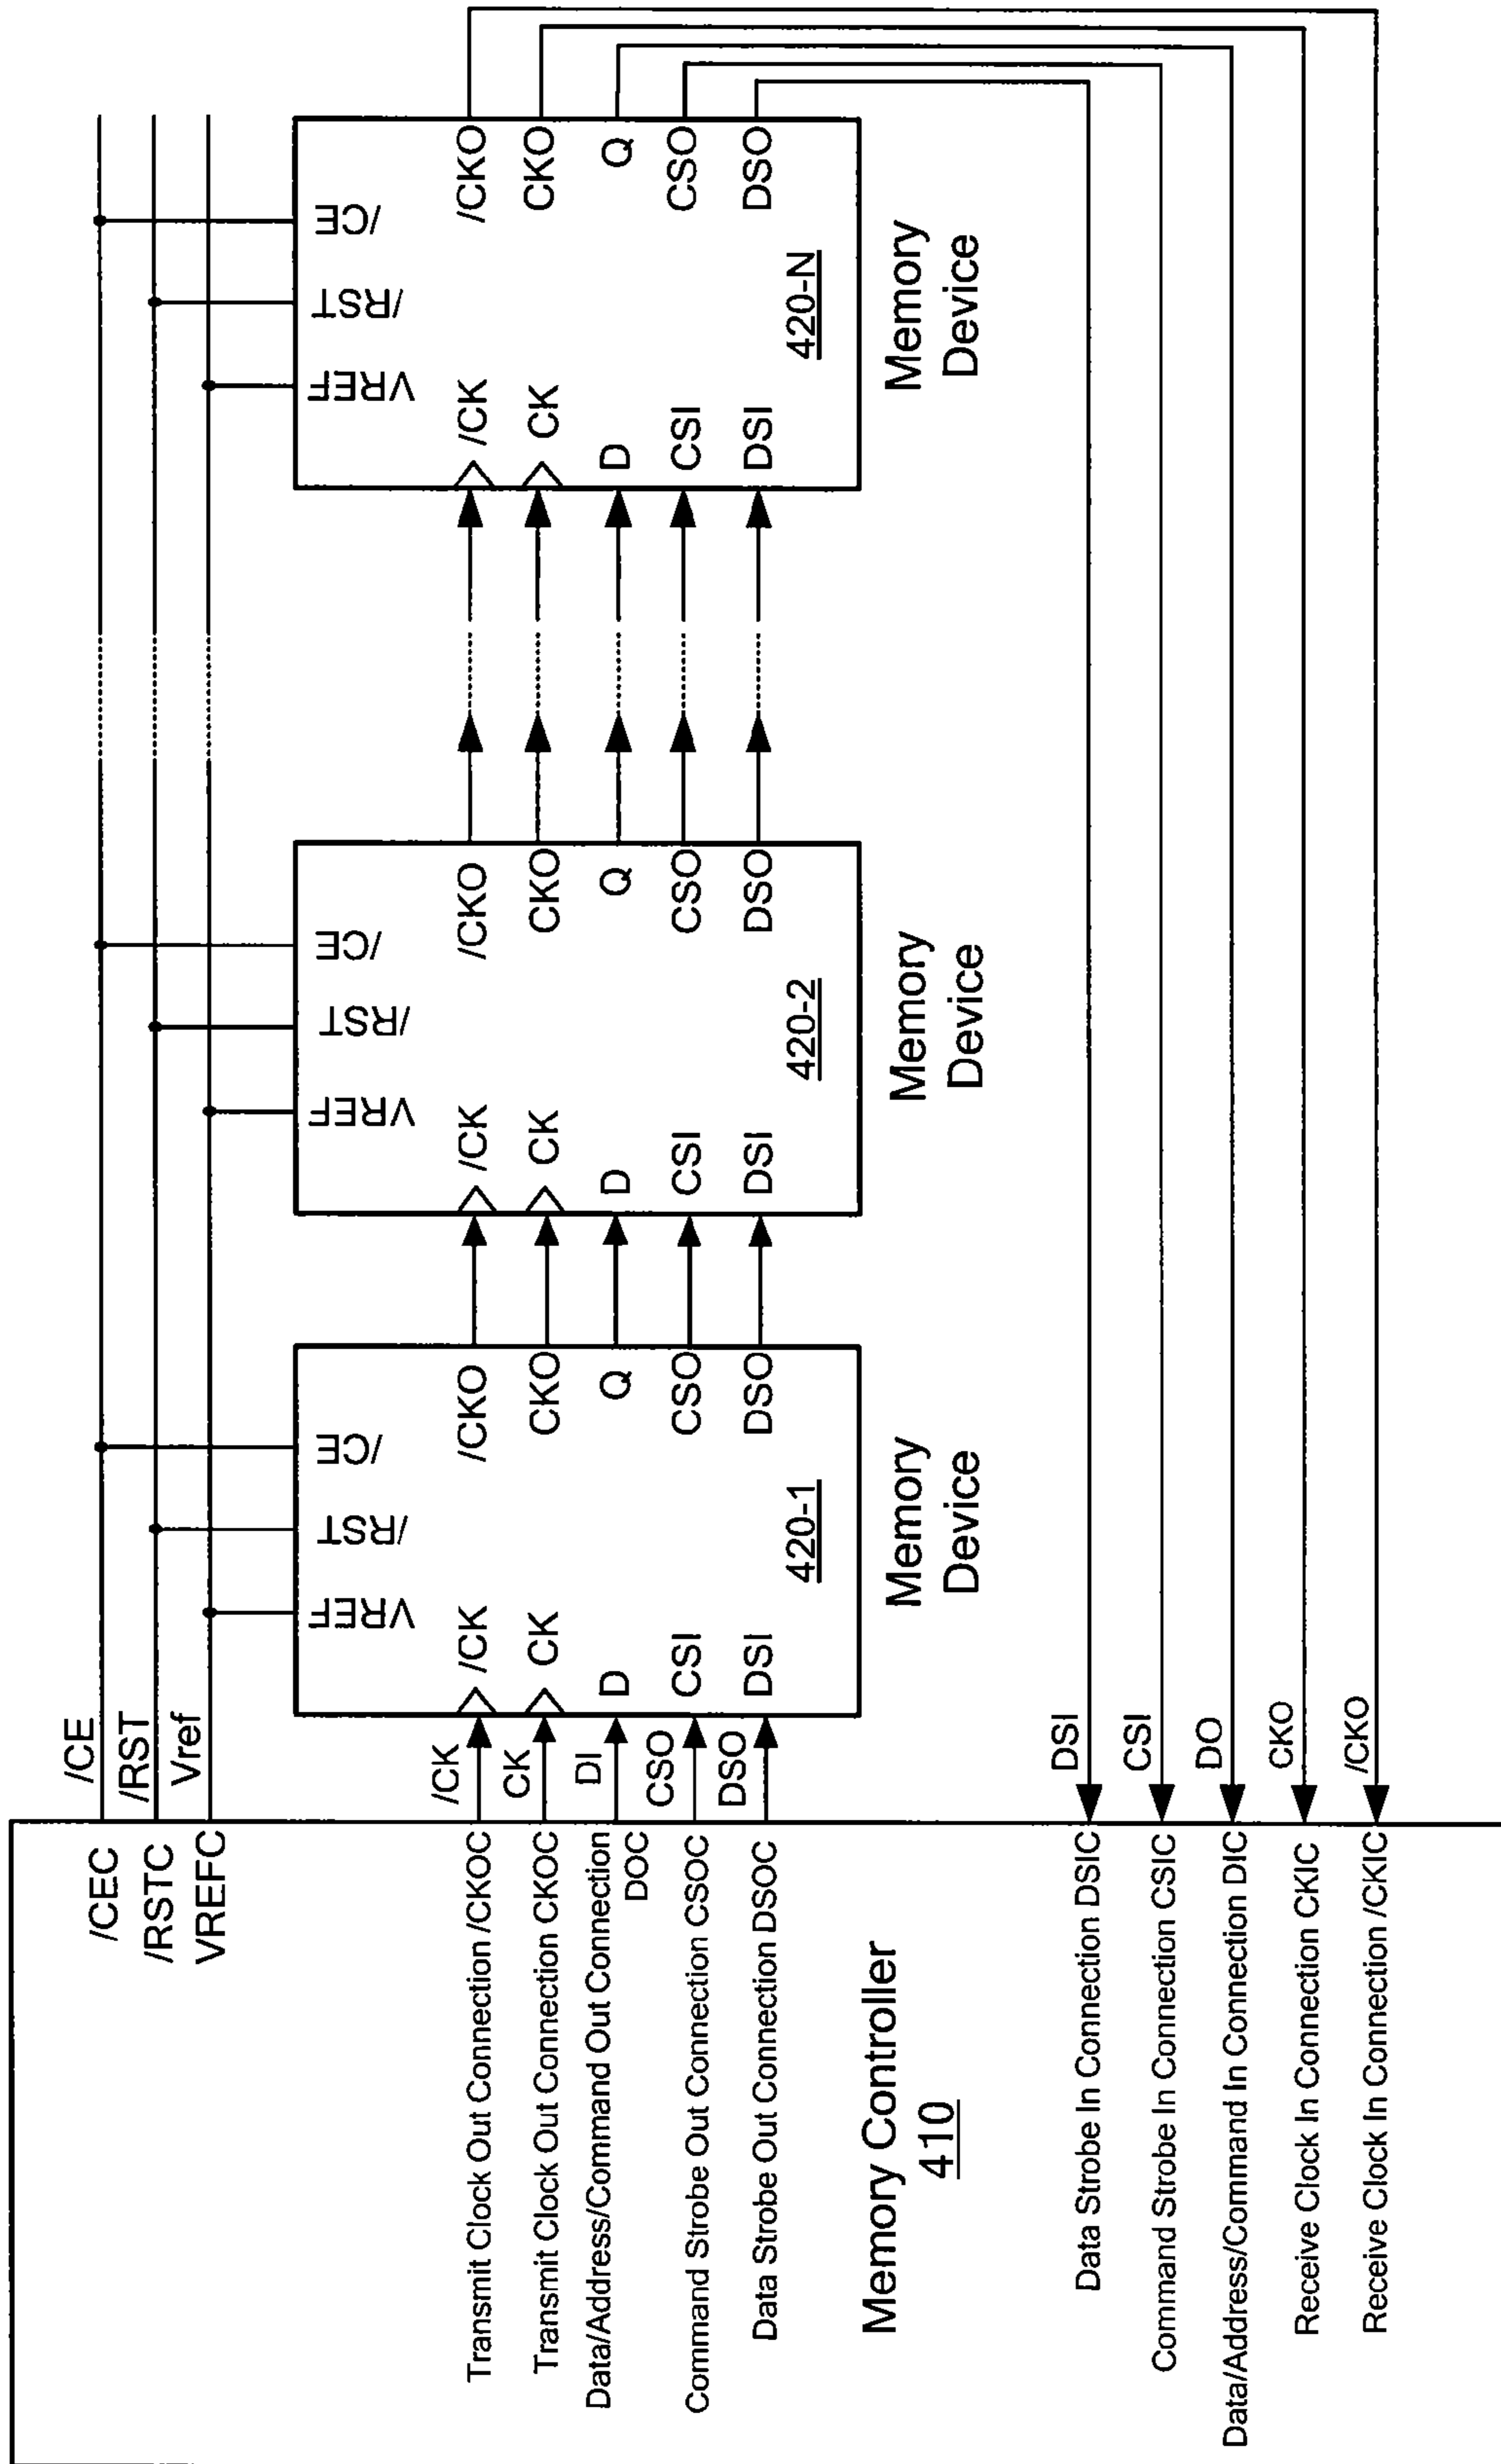 /CEC
/RSTC
VREFC
/CE
/RST
Vref
Transmit Clock Out Connection /CKOC
Transmit Clock Out Connection CKOC
Data/Address/Command Out Connection
DOC
Command Strobe Out Connection CSOC
Data Strobe Out Connection DSOC
Memory Controller
410
Data Strobe In Connection DSIC
Command Strobe In Connection CSIC
Data/Address/Command In Connection DIC
Receive Clock In Connection CKIC
Receive Clock In Connection /CKIC
/CK
CK
DI
CSO
DSO
DSI
CSI
DO
CKO
/CKO
VREF
/RST
/CE
/CK
CK
D
CSI
DSI
/CKO
CKO
Q
CSO
DSO
420-1
Memory
Device
VREF
/RST
/CE
/CK
CK
D
CSI
DSI
/CKO
CKO
Q
CSO
DSO
420-2
Memory
Device
VREF
/RST
/CE
/CK
CK
D
CSI
DSI
/CKO
CKO
Q
CSO
DSO
420-N
Memory
Device